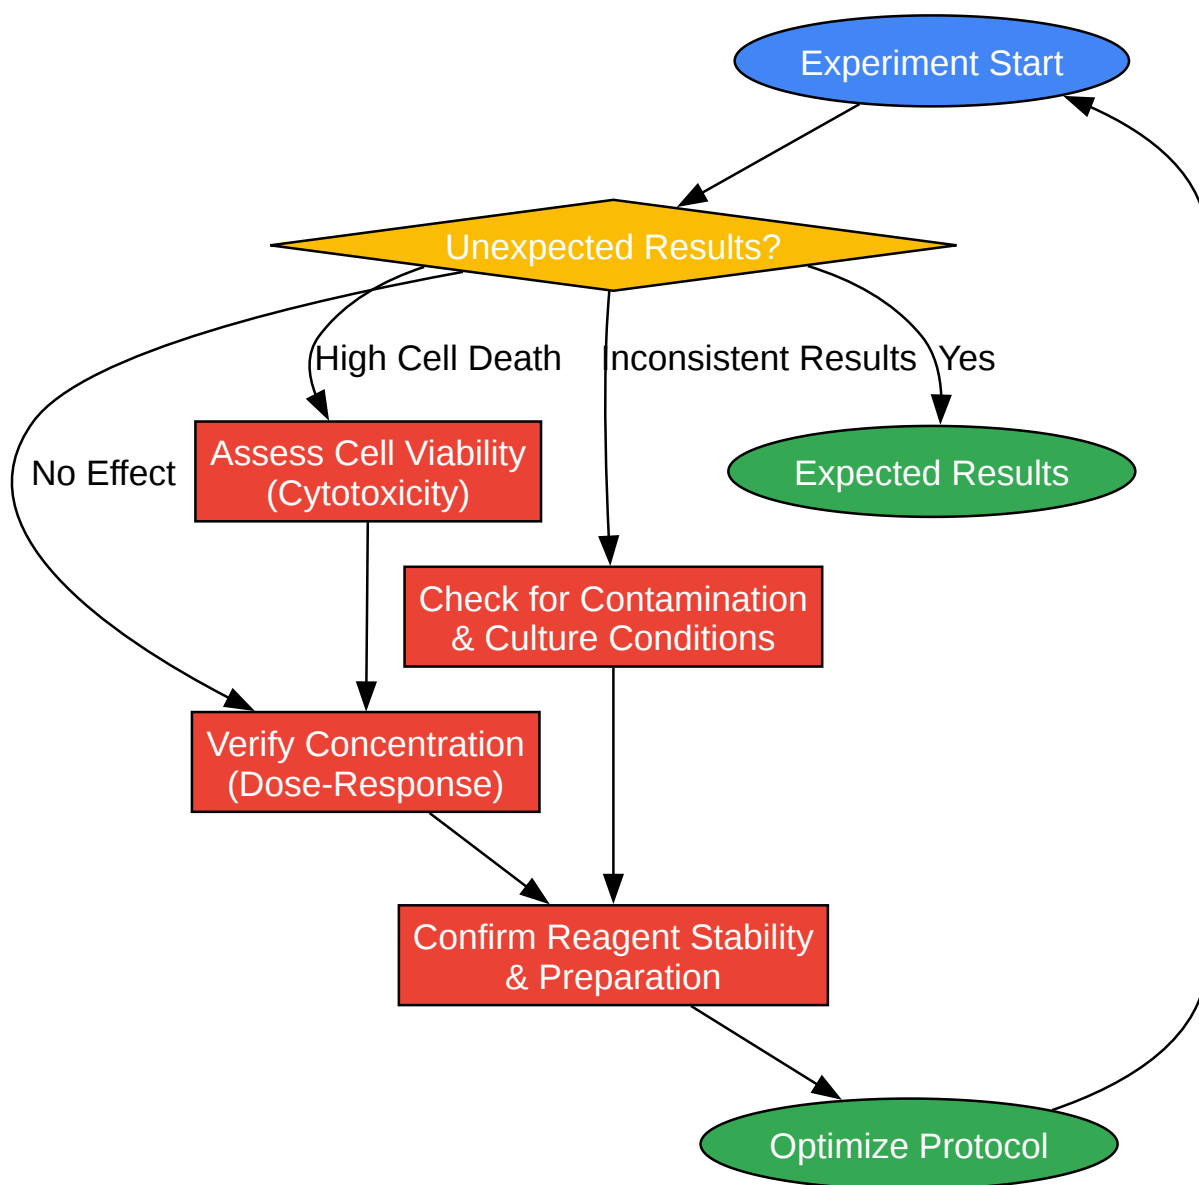 Experiment Start
Unexpected Results?
High Cell Death
Inconsistent Results
Yes
No Effect
Assess Cell Viability
(Cytotoxicity)
Expected Results
Check for Contamination
& Culture Conditions
Verify Concentration
(Dose-Response)
Confirm Reagent Stability
& Preparation
Optimize Protocol